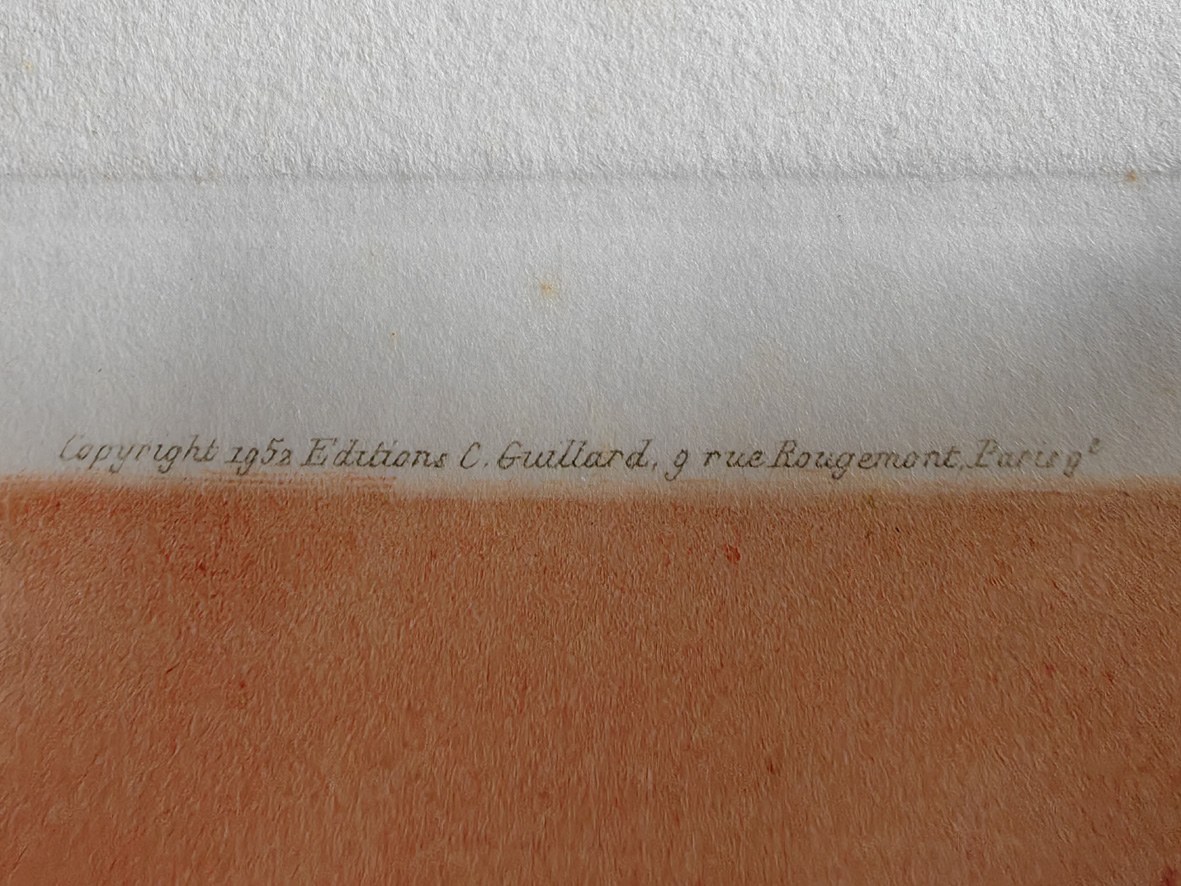 Copyright 1952 Editions C. Guillard, 9 rue Rougemont, Paris 9e